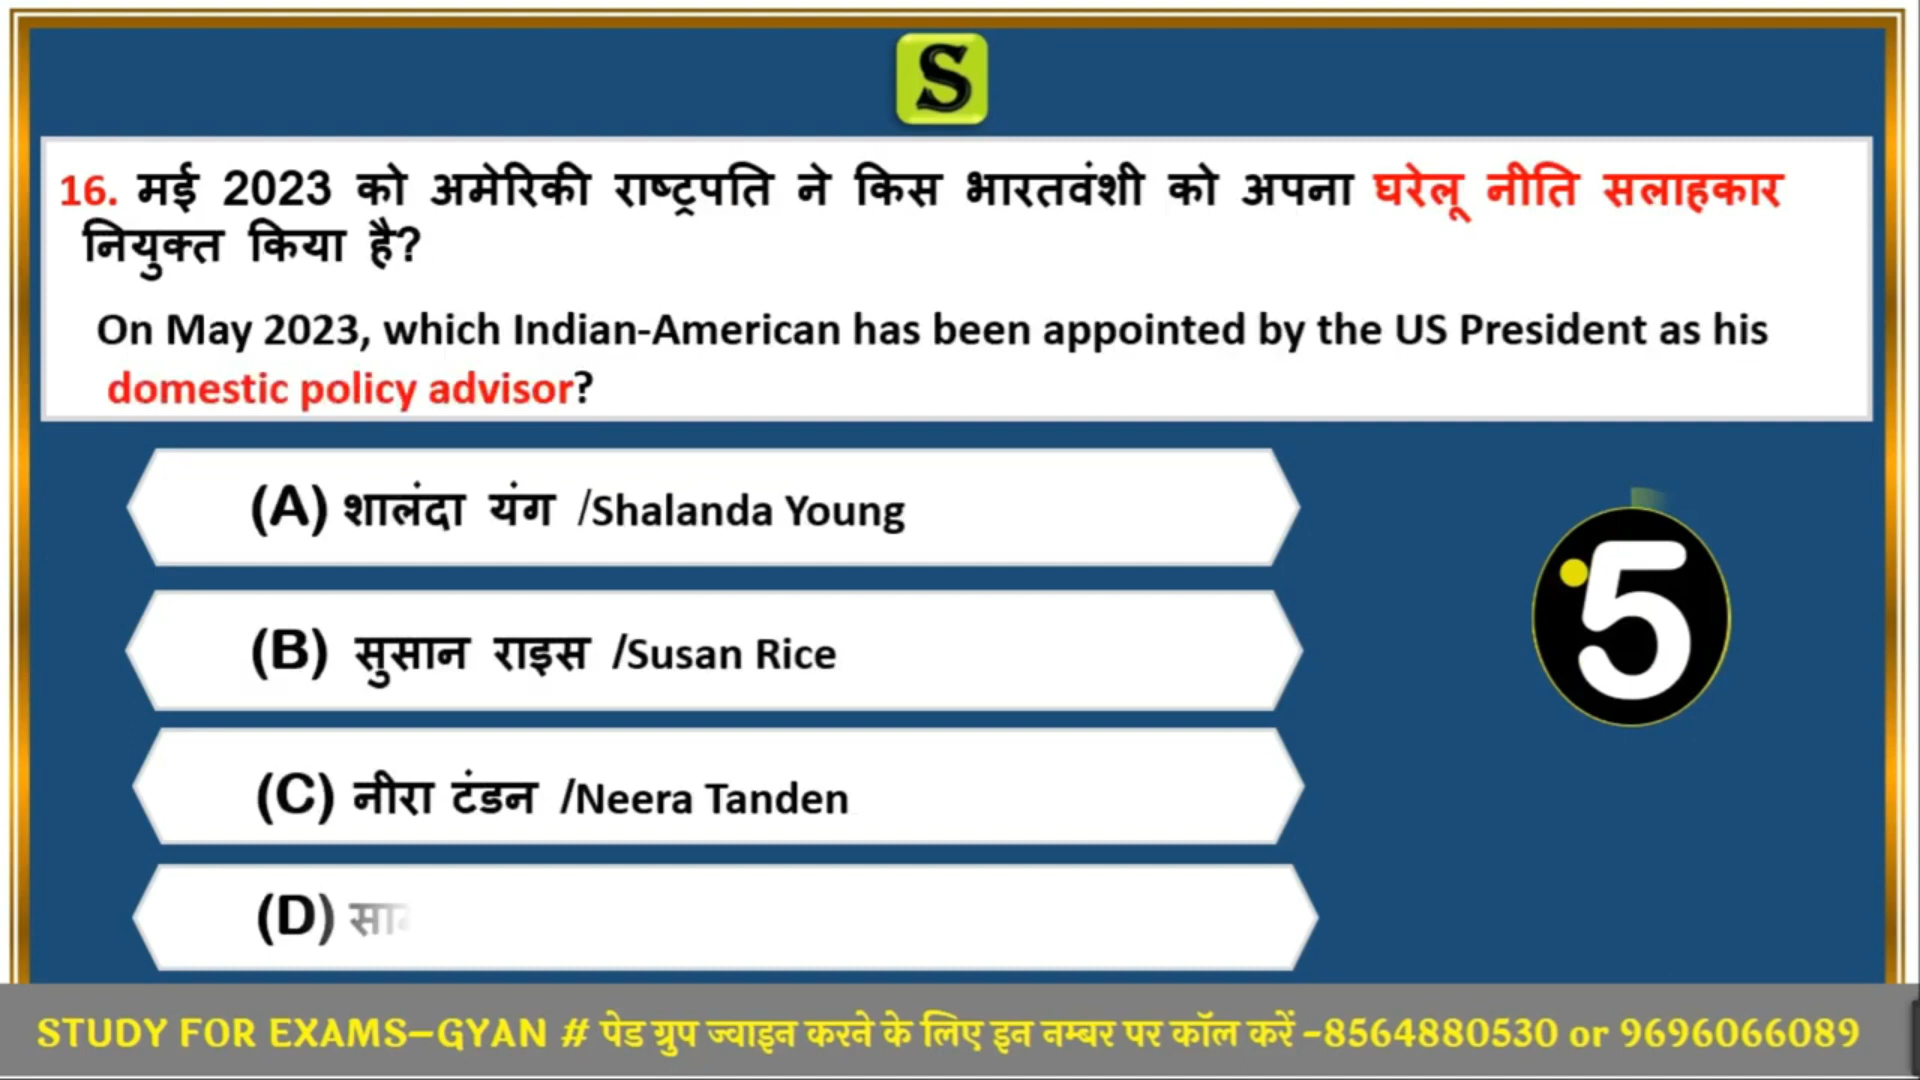 S
16. मई 2023 को अमेरिकी राष्ट्रपति ने किस भारतवंशी को अपना घरेलू नीति सलाहकार
नियुक्त किया है?
On May 2023, which Indian-American has been appointed by the US President as his
domestic policy advisor?
(A) शालंदा यंग /Shalanda Young
5
(B) सुसान राइस /Susan Rice
(C) नीरा टंडन /Neera Tanden
(D)
STUDY FOR EXAMS–GYAN # पेड ग्रुप ज्वाइन करने के लिए इन नम्बर पर कॉल करें –8564880530 or 9696066089